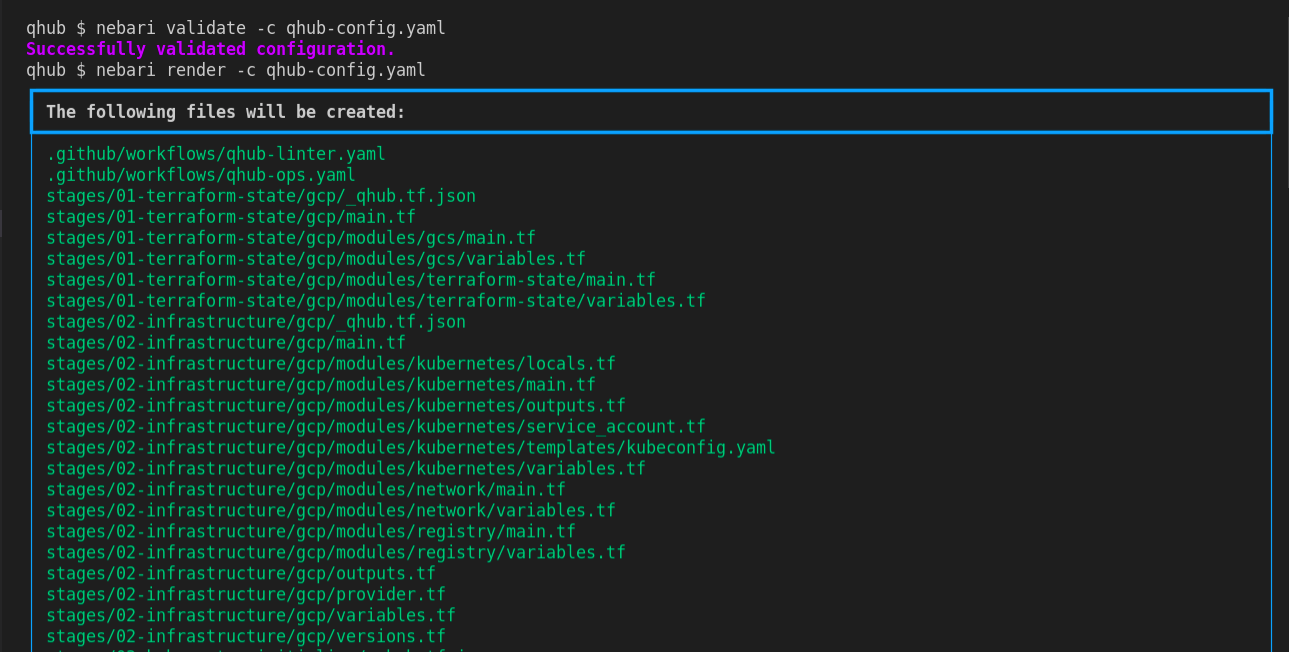 qhub $ nebari validate -c qhub-config.yaml
Successfully validated configuration.
qhub $ nebari render -c qhub-config.yaml
The following files will be created:
.github/workflows/qhub-linter.yaml
.github/workflows/qhub-ops.yaml
stages/01-terraform-state/gcp/_qhub.tf.json
stages/01-terraform-state/gcp/main.tf
stages/01-terraform-state/gcp/modules/gcs/main.tf
stages/01-terraform-state/gcp/modules/gcs/variables.tf
stages/01-terraform-state/gcp/modules/terraform-state/main.tf
stages/01-terraform-state/gcp/modules/terraform-state/variables.tf
stages/02-infrastructure/gcp/_qhub.tf.json
stages/02-infrastructure/gcp/main.tf
stages/02-infrastructure/gcp/modules/kubernetes/locals.tf
stages/02-infrastructure/gcp/modules/kubernetes/main.tf
stages/02-infrastructure/gcp/modules/kubernetes/outputs.tf
stages/02-infrastructure/gcp/modules/kubernetes/service_account.tf
stages/02-infrastructure/gcp/modules/kubernetes/templates/kubeconfig.yaml
stages/02-infrastructure/gcp/modules/kubernetes/variables.tf
stages/02-infrastructure/gcp/modules/network/main.tf
stages/02-infrastructure/gcp/modules/network/variables.tf
stages/02-infrastructure/gcp/modules/registry/main.tf
stages/02-infrastructure/gcp/modules/registry/variables.tf
stages/02-infrastructure/gcp/outputs.tf
stages/02-infrastructure/gcp/provider.tf
stages/02-infrastructure/gcp/variables.tf
stages/02-infrastructure/gcp/versions.tf